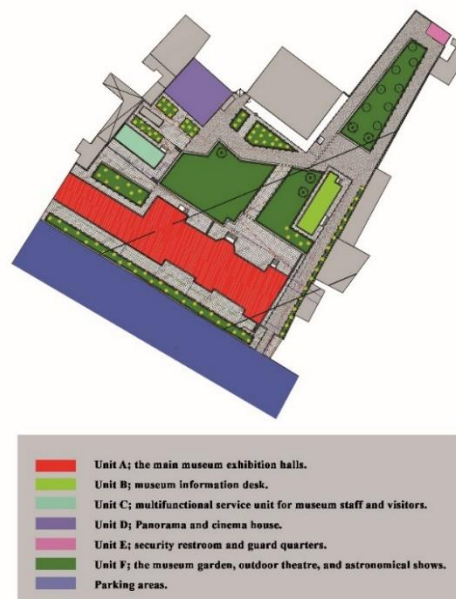 Unit A; the main museum exhibition halls.
Unit B; museum information desk.
Unit C; multifunctional service unit for museum staff and visitors.
Unit D; Panorama and cinema house.
Unit E; security restroom and guard quarters.
Unit F; the museum garden, outdoor theatre, and astronomical shows.
Parking areas.